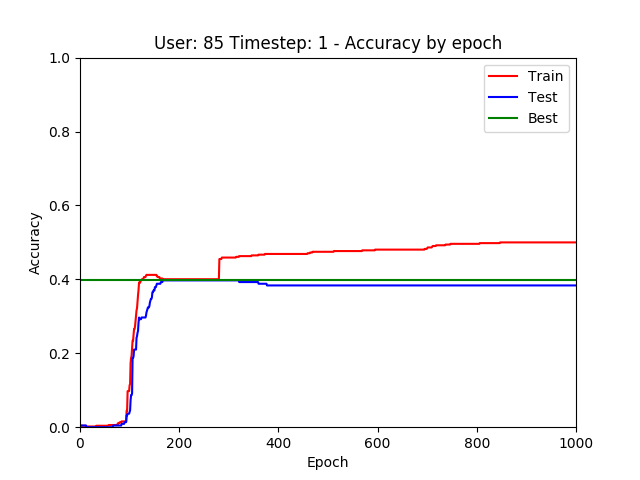 User: 85 Timestep: 1 - Accuracy by epoch
1.0
Train
Test
Best
0.8
0.6
Accuracy
0.4
0.2
0.0
0 200 400 600 800 1000
Epoch